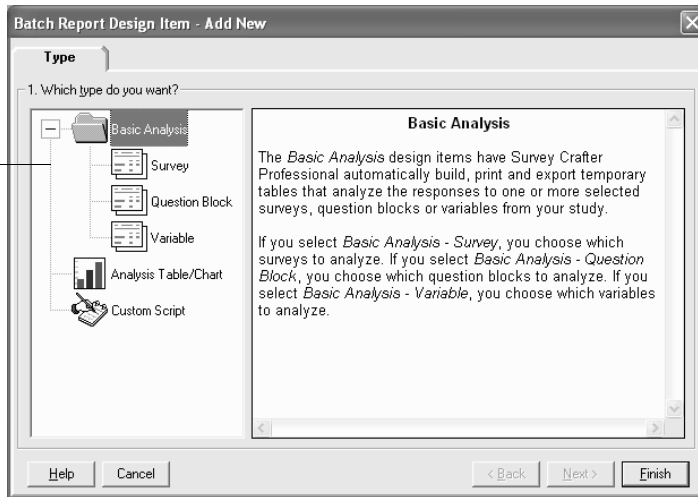 Batch Report Design Item - Add New
Type
1. Which type do you want?
Basic Analysis
Survey
Question Block
Variable
Analysis Table/Chart
Custom Script
Basic Analysis
The Basic Analysis design items have Survey Crafter
Professional automatically build, print and export temporary
tables that analyze the responses to one or more selected
surveys, question blocks or variables from your study.
If you select Basic Analysis - Survey, you choose which
surveys to analyze. If you select Basic Analysis - Question
Block, you choose which question blocks to analyze. If you
select Basic Analysis - Variable, you choose which variables
to analyze.
Help
Cancel
< Back
Next >
Finish